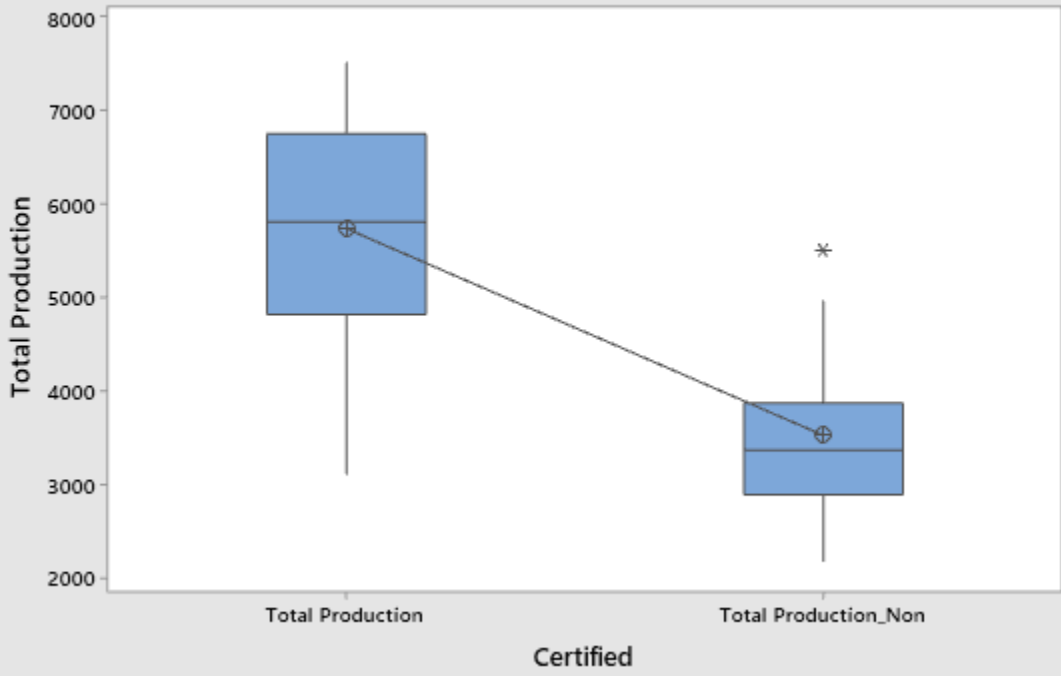 8000
7000
6000
5000
4000
3000
2000
Total Production
Total Production
Total Production_Non
Certified